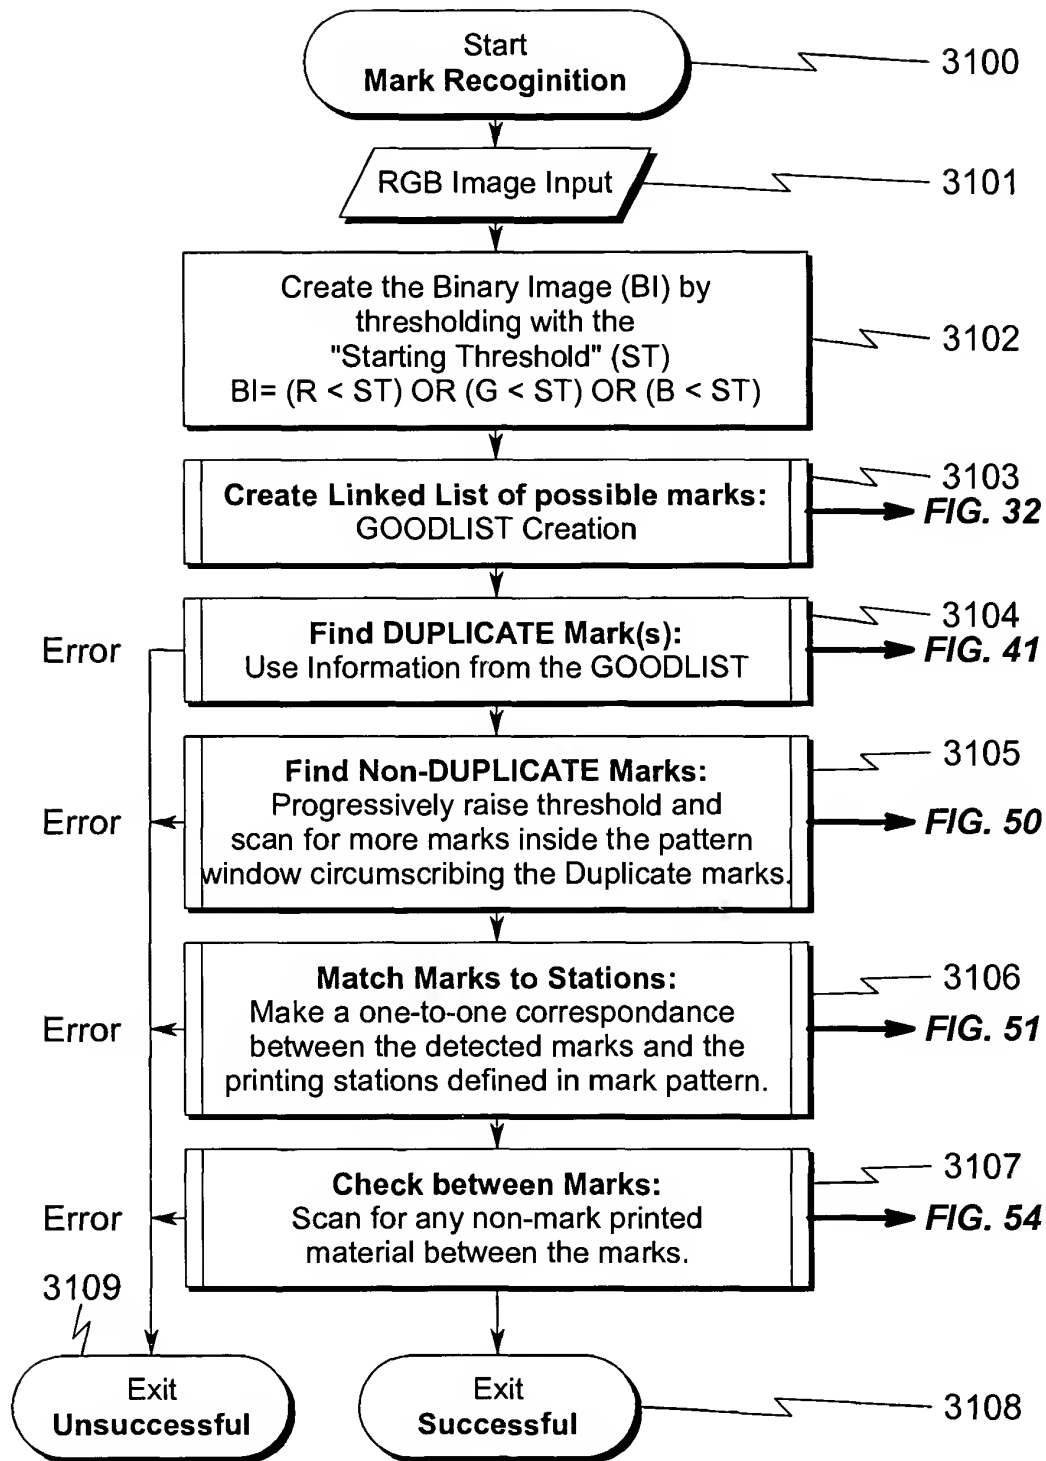 Start
Mark Recoginition
3100
RGB Image Input
3101
Create the Binary Image (BI) by
thresholding with the
"Starting Threshold" (ST)
BI= (R < ST) OR (G < ST) OR (B < ST)
3102
Create Linked List of possible marks:
GOODLIST Creation
3103
FIG. 32
Error
Find DUPLICATE Mark(s):
Use Information from the GOODLIST
3104
FIG. 41
Error
Find Non-DUPLICATE Marks:
Progressively raise threshold and
scan for more marks inside the pattern
window circumscribing the Duplicate marks.
3105
FIG. 50
Error
Match Marks to Stations:
Make a one-to-one correspondance
between the detected marks and the
printing stations defined in mark pattern.
3106
FIG. 51
Error
Check between Marks:
Scan for any non-mark printed
material between the marks.
3107
FIG. 54
3109
Exit
Unsuccessful
Exit
Successful
3108